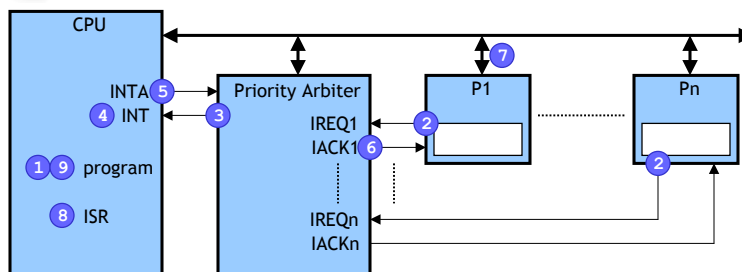 CPU
7
INTA 5
Priority Arbiter
P1
Pn
4 INT
3
IREQ1
2
IACK1 6
2
1 9 program
8 ISR
IREQn
IACKn